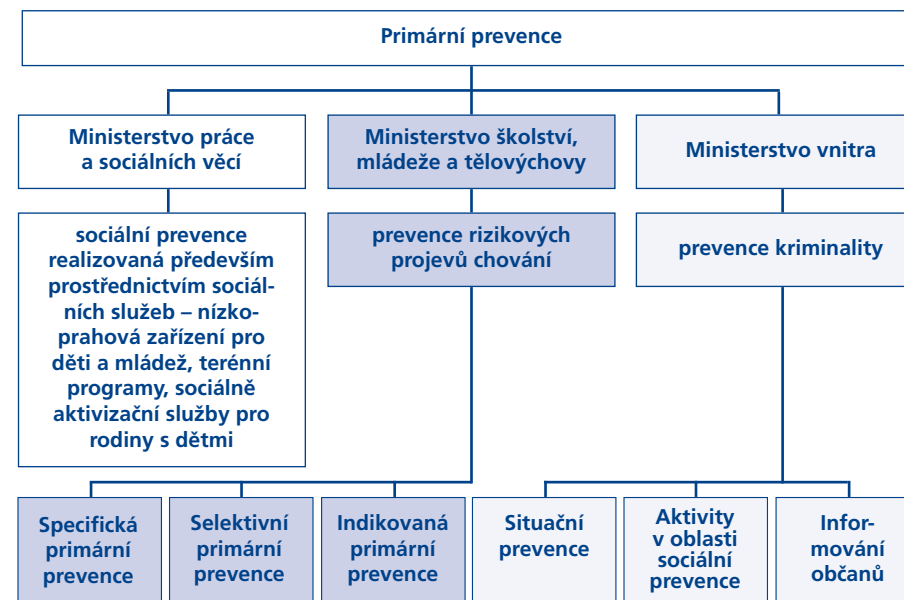 Primární prevence
Ministerstvo práce
a sociálních věcí
Ministerstvo školství,
mládeže a tělovýchovy
Ministerstvo vnitra
sociální prevence
realizovaná především
prostřednictvím sociál-
ních služeb – nízko-
prahová zařízení pro
děti a mládež, terénní
programy, sociálně
aktivizační služby pro
rodiny s dětmi
prevence rizikových
projevů chování
prevence kriminality
Specifická
primární
prevence
Selektivní
primární
prevence
Indikovaná
primární
prevence
Situační
prevence
Aktivity
v oblasti
sociální
prevence
Infor-
mování
občanů